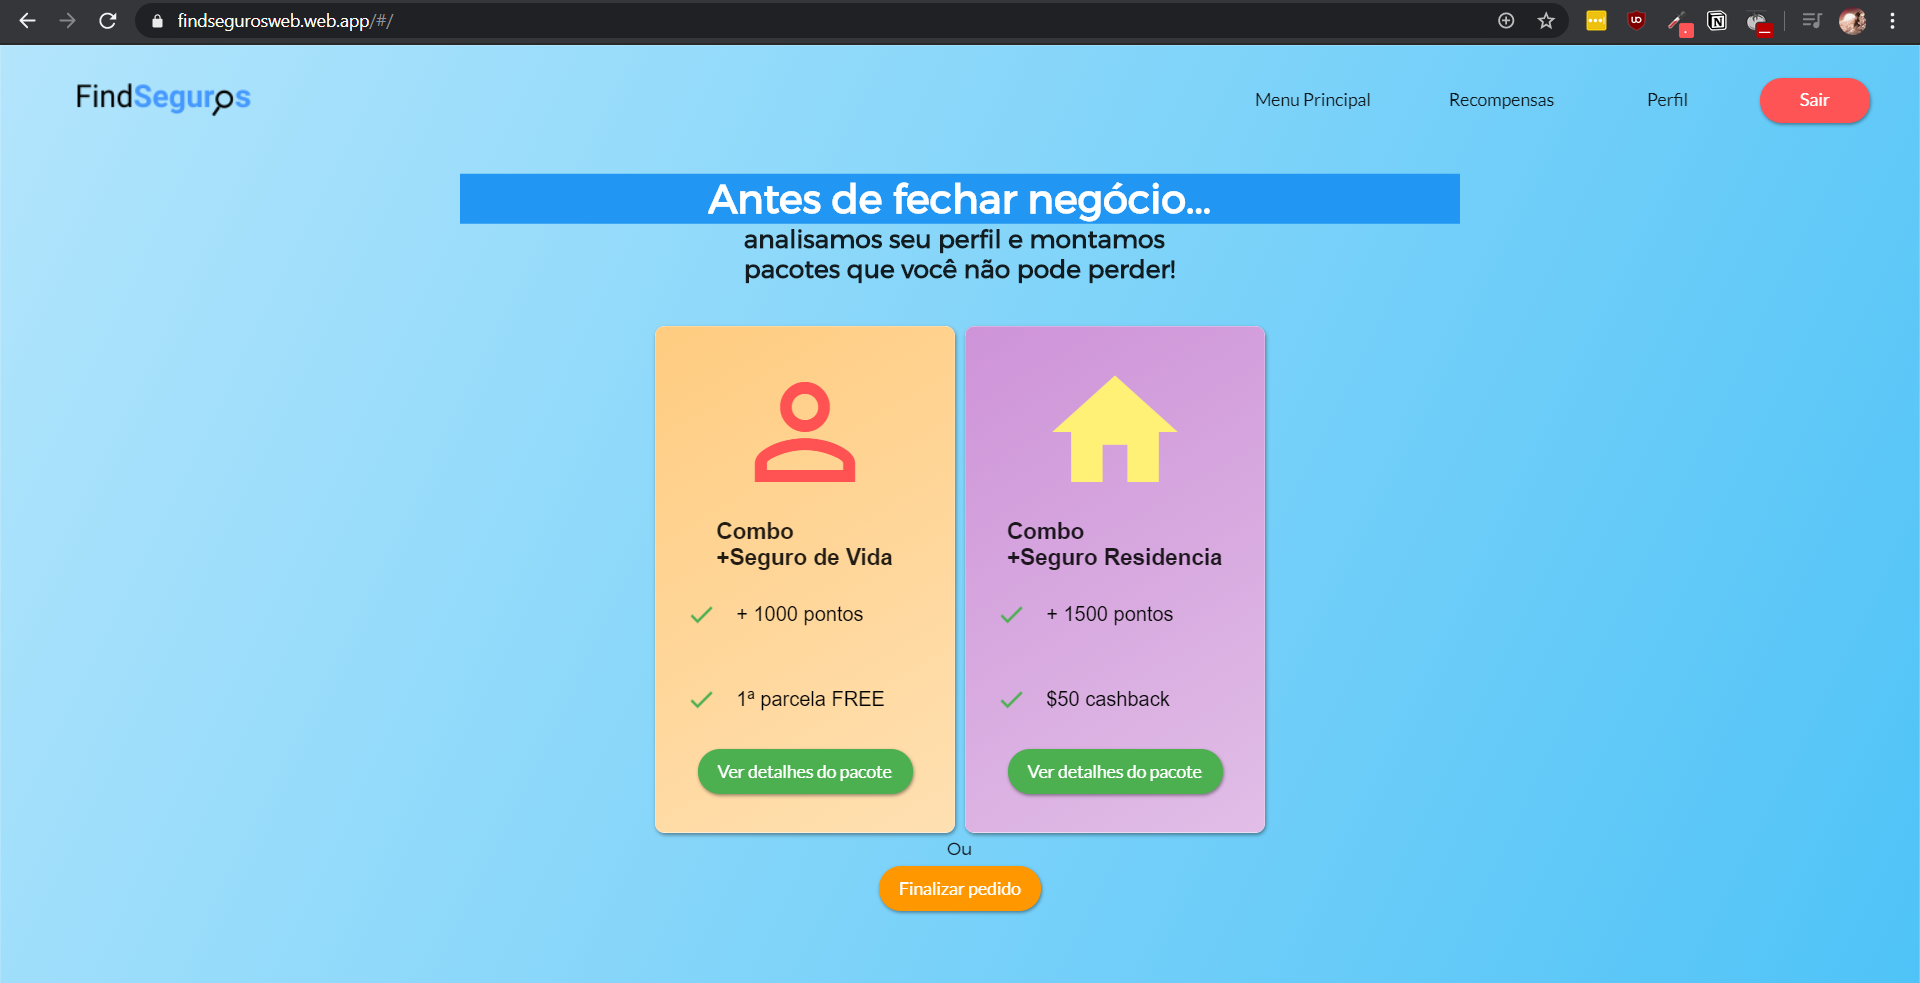 findsegurosweb.web.app/#/
FindSeguros
Menu Principal
Recompensas
Perfil
Sair
Antes de fechar negócio...
analisamos seu perfil e montamos
pacotes que você não pode perder!
Combo
+Seguro de Vida
+ 1000 pontos
1ª parcela FREE
Ver detalhes do pacote
Combo
+Seguro Residencia
+ 1500 pontos
$50 cashback
Ver detalhes do pacote
Ou
Finalizar pedido